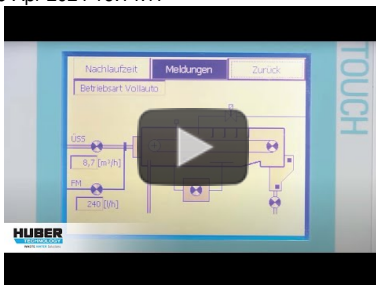 Nachlaufzeit
Meldungen
Zurück
Betriebsart Vollauto
TOUCH
ÜSS
8,7 [m³/h]
FM
240 [l/h]
HUBER
TECHNOLOGY
WASTE WATER Solutions